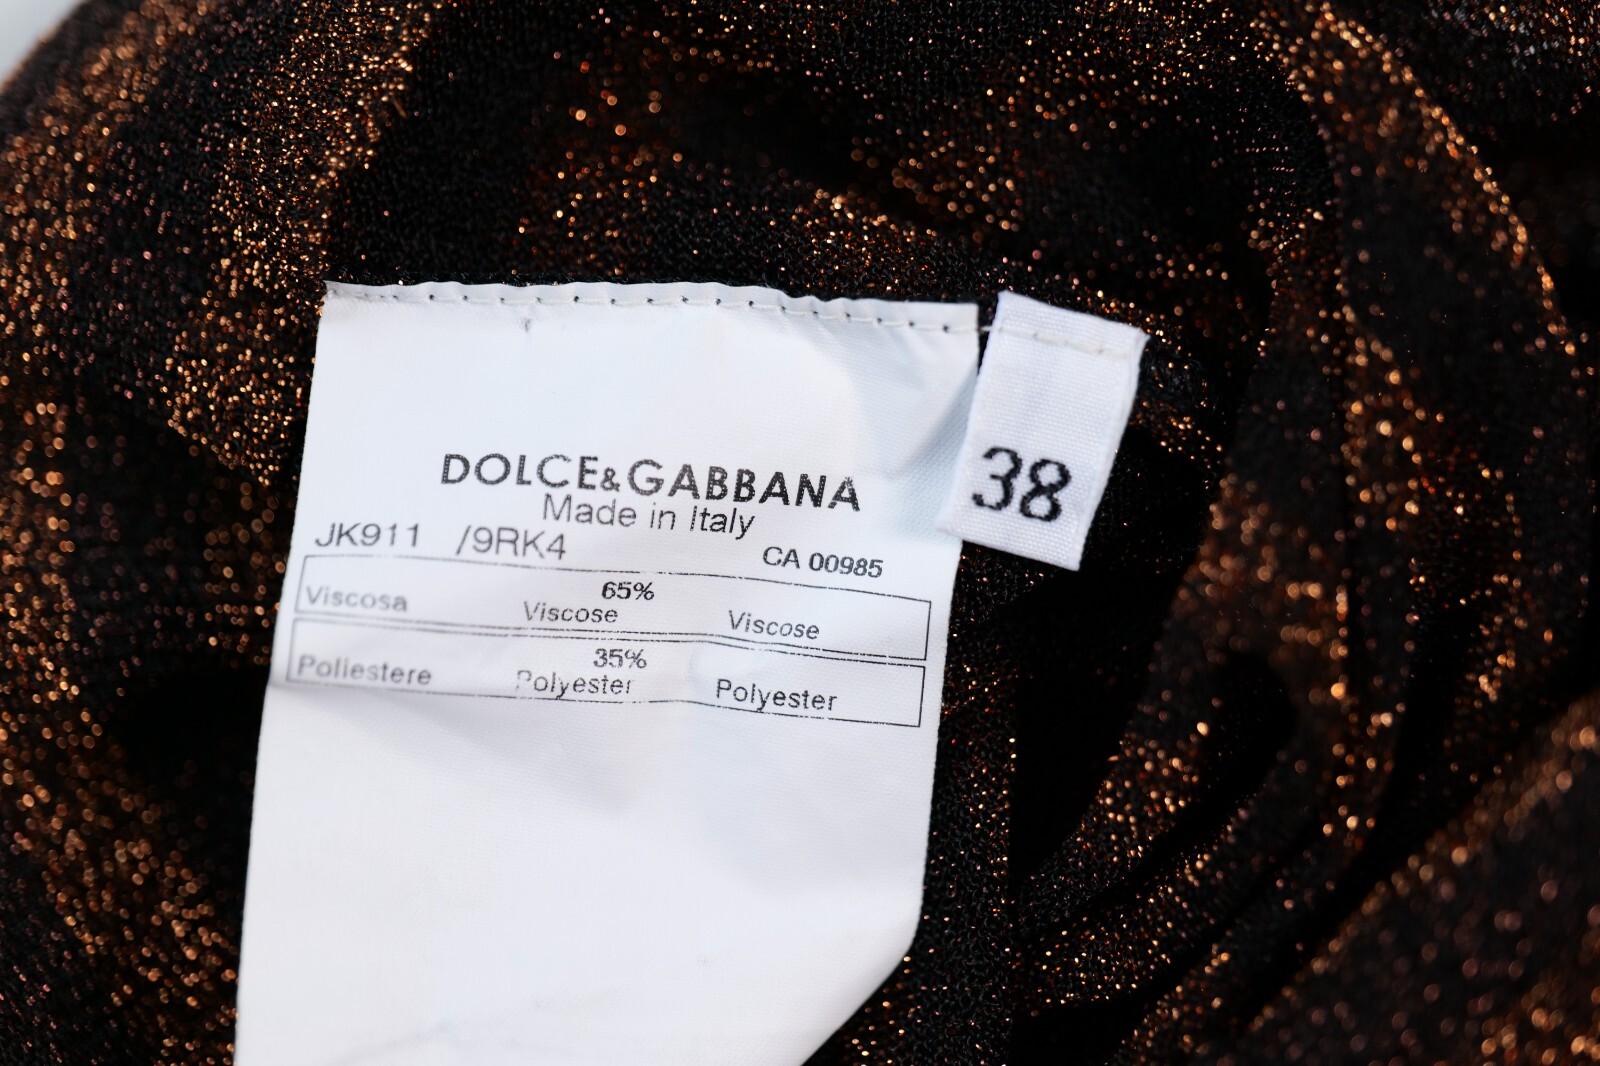 DOLCE&GABBANA
Made in Italy
JK911 /9RK4 CA 00985
65%
Viscosa Viscose Viscose
35%
Poliestere Polyester Polyester
38